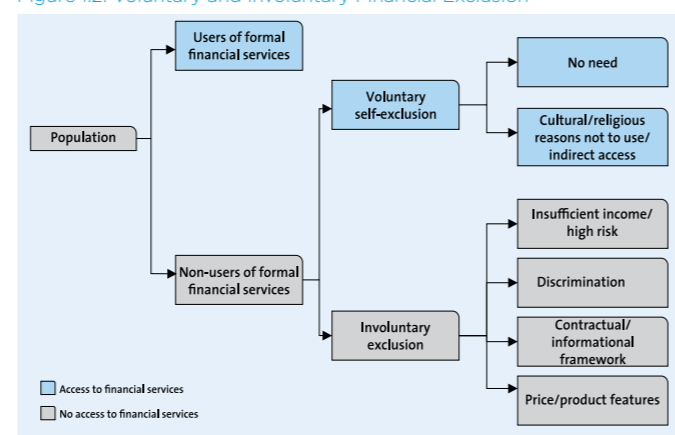 Figure 1.2: Voluntary and Involuntary Financial Exclusion
Users of formal
financial services
No need
Voluntary
self-exclusion
Cultural/religious
reasons not to use/
indirect access
Population
Insufficient income/
high risk
Non-users of formal
financial services
Discrimination
Involuntary
exclusion
Contractual/
informational
framework
Price/product features
Access to financial services
No access to financial services